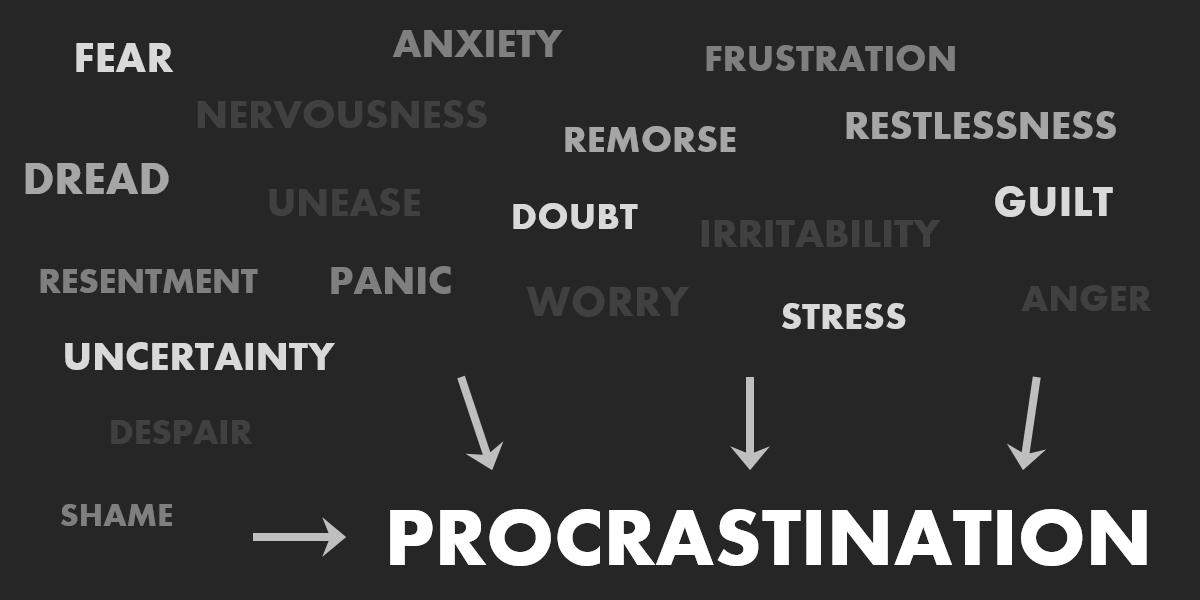 FEAR
ANXIETY
FRUSTRATION
NERVOUSNESS
REMORSE
RESTLESSNESS
DREAD
UNEASE
DOUBT
IRRITABILITY
GUILT
RESENTMENT
PANIC
WORRY
STRESS
ANGER
UNCERTAINTY
DESPAIR
SHAME
PROCRASTINATION